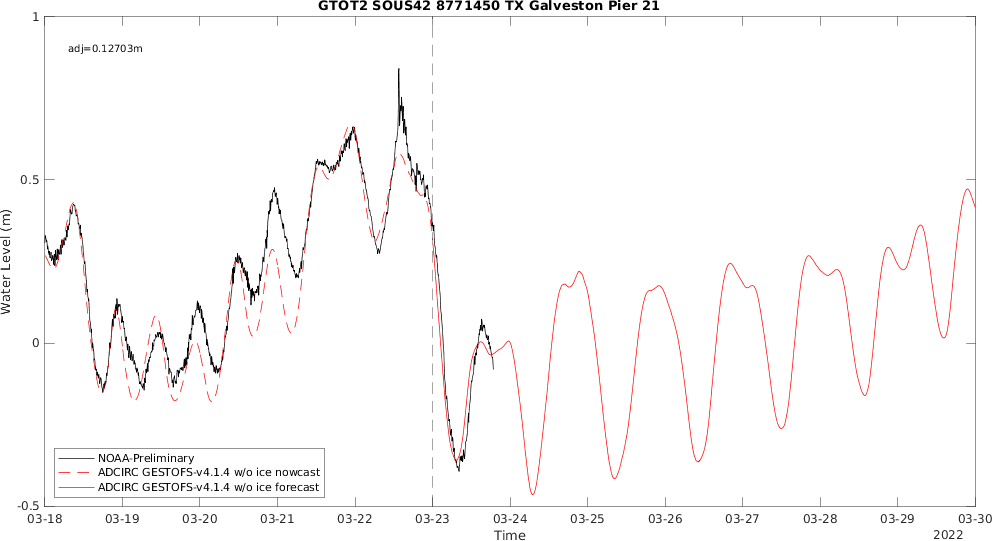 GTOT2 SOUS42 8771450 TX Galveston Pier 21
adj=0.12703m
1
0.5
0
-0.5
Water Level (m)
NOAA-Preliminary
ADCIRC GESTOFS-v4.1.4 w/o ice nowcast
ADCIRC GESTOFS-v4.1.4 w/o ice forecast
03-18 03-19 03-20 03-21 03-22 03-23 03-24 03-25 03-26 03-27 03-28 03-29 03-30
Time
2022